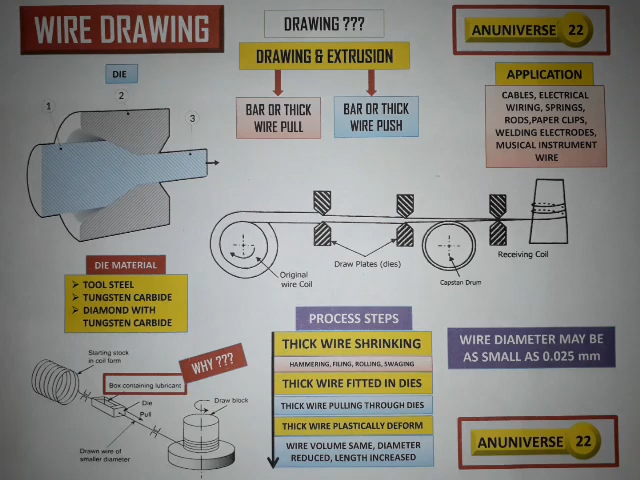 WIRE DRAWING
DRAWING ???
DRAWING & EXTRUSION
BAR OR THICK
WIRE PULL
BAR OR THICK
WIRE PUSH
ANUNIVERSE 22
APPLICATION
CABLES, ELECTRICAL
WIRING, SPRINGS,
RODS,PAPER CLIPS,
WELDING ELECTRODES,
MUSICAL INSTRUMENT
WIRE
DIE
1
2
3
Original
wire Coil
Draw Plates (dies)
Capstan Drum
Receiving Coil
DIE MATERIAL
➢ TOOL STEEL
➢ TUNGSTEN CARBIDE
➢ DIAMOND WITH
TUNGSTEN CARBIDE
PROCESS STEPS
THICK WIRE SHRINKING
HAMMERING, FILING, ROLLING, SWAGING
THICK WIRE FITTED IN DIES
THICK WIRE PULLING THROUGH DIES
THICK WIRE PLASTICALLY DEFORM
WIRE VOLUME SAME, DIAMETER
REDUCED, LENGTH INCREASED
WIRE DIAMETER MAY BE
AS SMALL AS 0.025 mm
Starting stock
in coil form
WHY ???
Box containing lubricant
Die
Pull
Draw block
Drawn wire of
smaller diameter
ANUNIVERSE 22